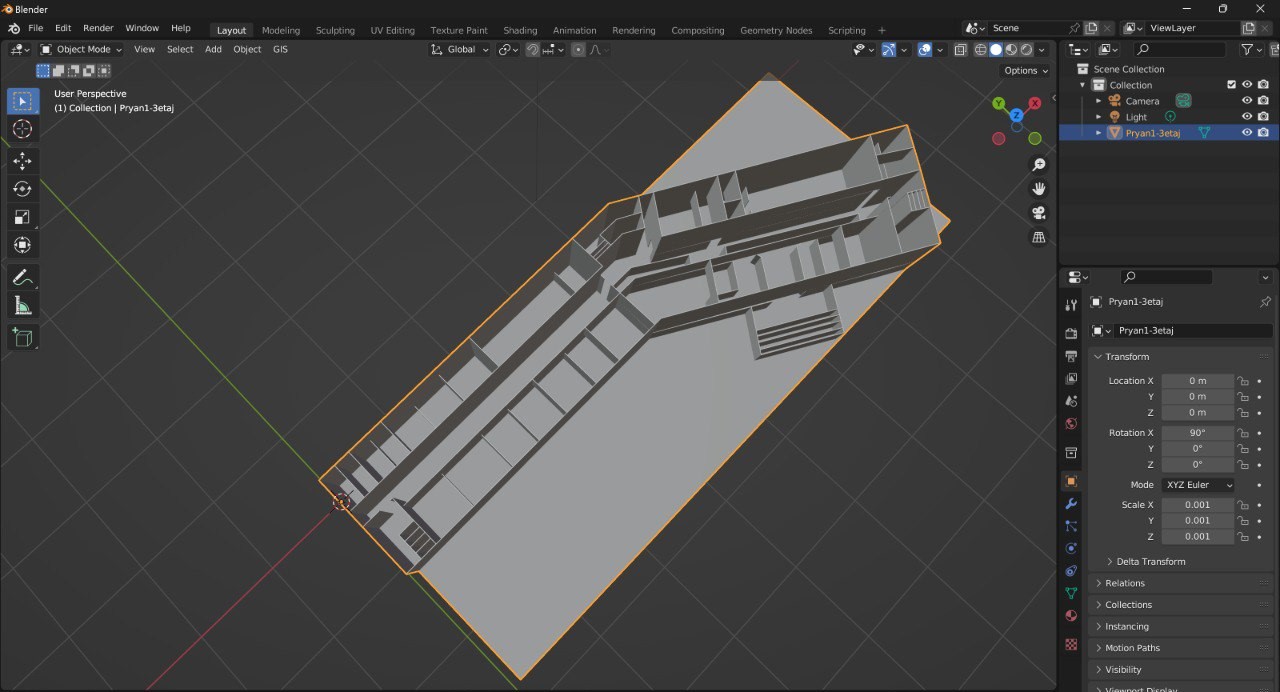 Blender
File Edit Render Window Help
Layout Modeling Sculpting UV Editing Texture Paint Shading Animation Rendering Compositing Geometry Nodes Scripting +
Scene
ViewLayer
Object Mode View Select Add Object GIS
Global
Options
User Perspective
(1) Collection | Pryan1-3etaj
Y X
Z
Scene Collection
Collection
Camera
Light
Pryan1-3etaj
Pryan1-3etaj
Pryan1-3etaj
Transform
Location X 0 m
Y 0 m
Z 0 m
Rotation X 90°
Y 0°
Z 0°
Mode XYZ Euler
Scale X 0.001
Y 0.001
Z 0.001
Delta Transform
Relations
Collections
Instancing
Motion Paths
Visibility
Viewport Display